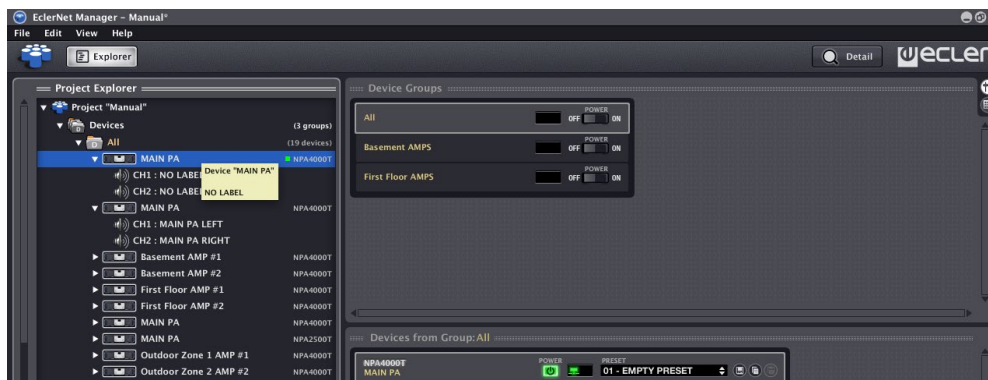 EclerNet Manager - Manual*
File Edit View Help
Explorer
Detail
ecler
Project Explorer
Project "Manual"
Devices (3 groups)
All (19 devices)
MAIN PA NPA4000T
CH1 : NO LABE
CH2 : NO LABE
Device "MAIN PA"
NO LABEL
MAIN PA NPA4000T
CH1 : MAIN PA LEFT
CH2 : MAIN PA RIGHT
Basement AMP #1 NPA4000T
Basement AMP #2 NPA4000T
First Floor AMP #1 NPA4000T
First Floor AMP #2 NPA4000T
MAIN PA NPA4000T
MAIN PA NPA2500T
Outdoor Zone 1 AMP #1 NPA4000T
Outdoor Zone 2 AMP #2 NPA4000T
Device Groups
All POWER OFF ON
Basement AMPS POWER OFF ON
First Floor AMPS POWER OFF ON
Devices from Group: All
NPA4000T POWER PRESET
MAIN PA 01 - EMPTY PRESET